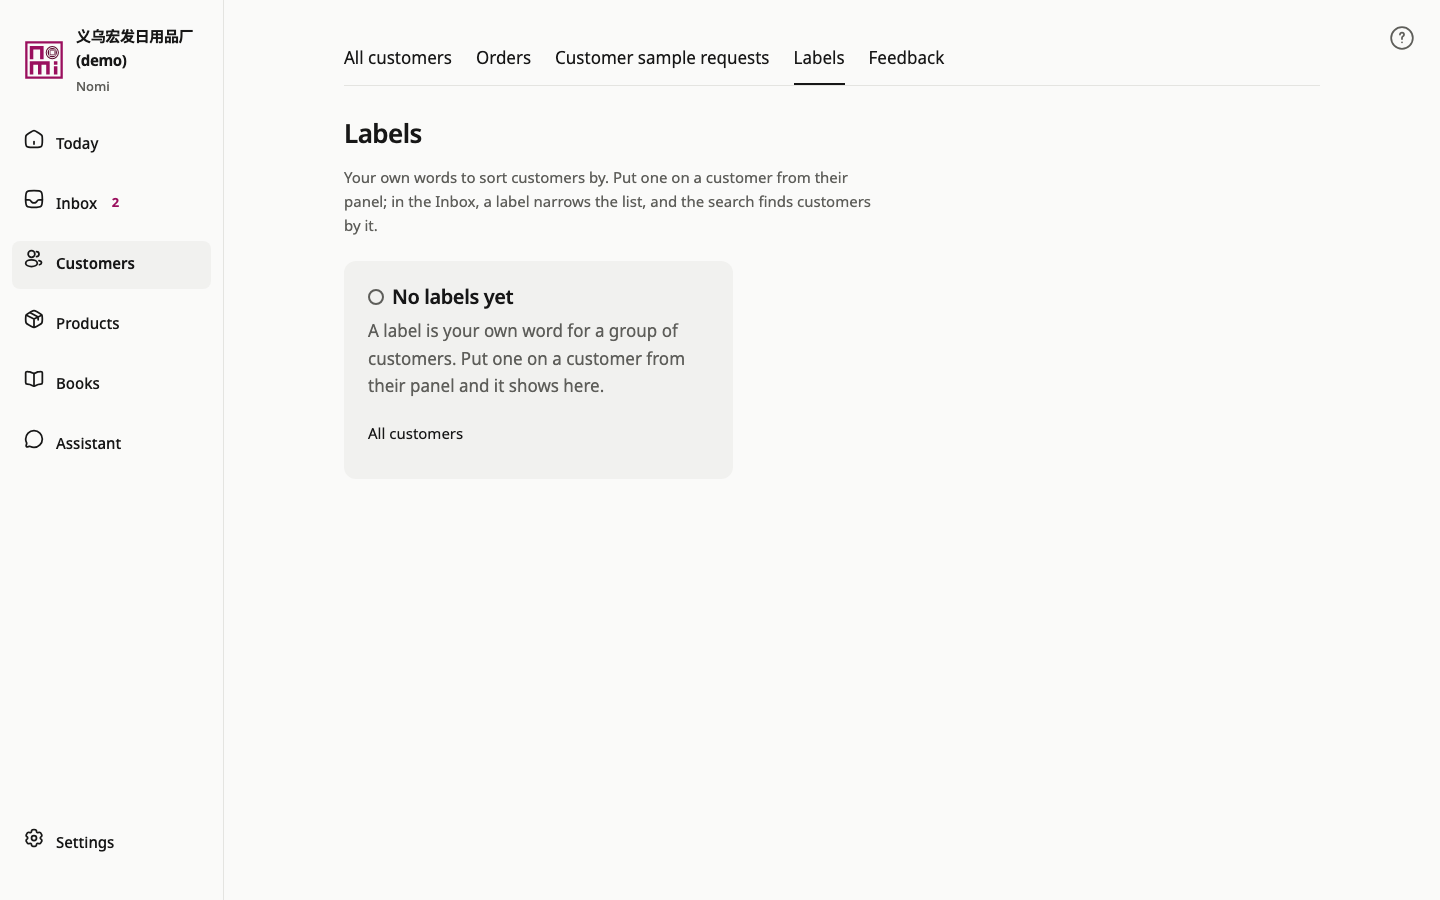 义乌宏发日用品厂
(demo)
Nomi
Today
Inbox 2
Customers
Products
Books
Assistant
Settings
All customers Orders Customer sample requests Labels Feedback
Labels
Your own words to sort customers by. Put one on a customer from their
panel; in the Inbox, a label narrows the list, and the search finds customers
by it.
No labels yet
A label is your own word for a group of
customers. Put one on a customer from
their panel and it shows here.
All customers